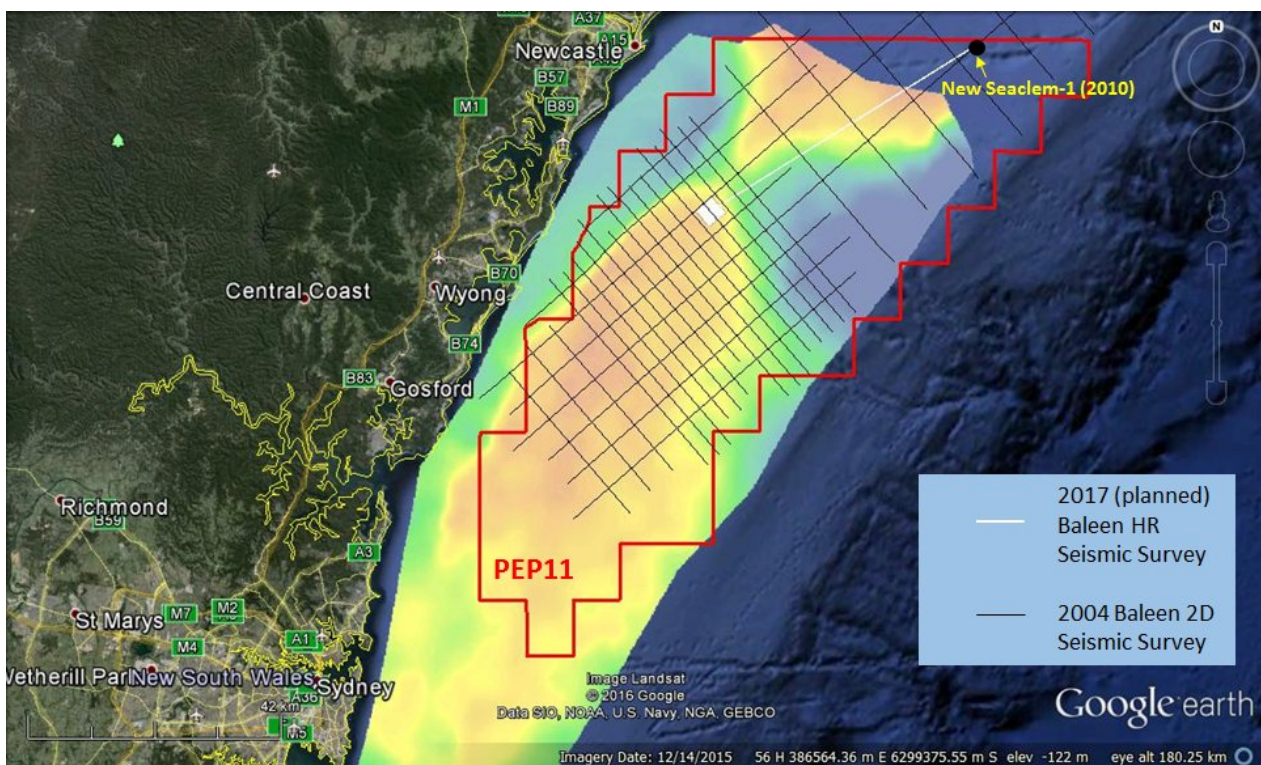 A37
A15
Newcastle
A43
B57
M1
B89
N
New Seaclem-1 (2010)
B70
Central Coast
Wyong
B74
B83
Gosford
Richmond
B59
A3
2017 (planned)
Baleen HR
Seismic Survey
2004 Baleen 2D
Seismic Survey
PEP11
M7
M2
St Marys
A1
M4
Wetherill Park
New South Wales
Sydney
A36
42 km
M5
Image Landsat
© 2016 Google
Data SIO, NOAA, U.S. Navy, NGA, GEBCO
Google earth
Imagery Date: 12/14/2015 56 H 386564.36 m E 6299375.55 m S elev -122 m eye alt 180.25 km